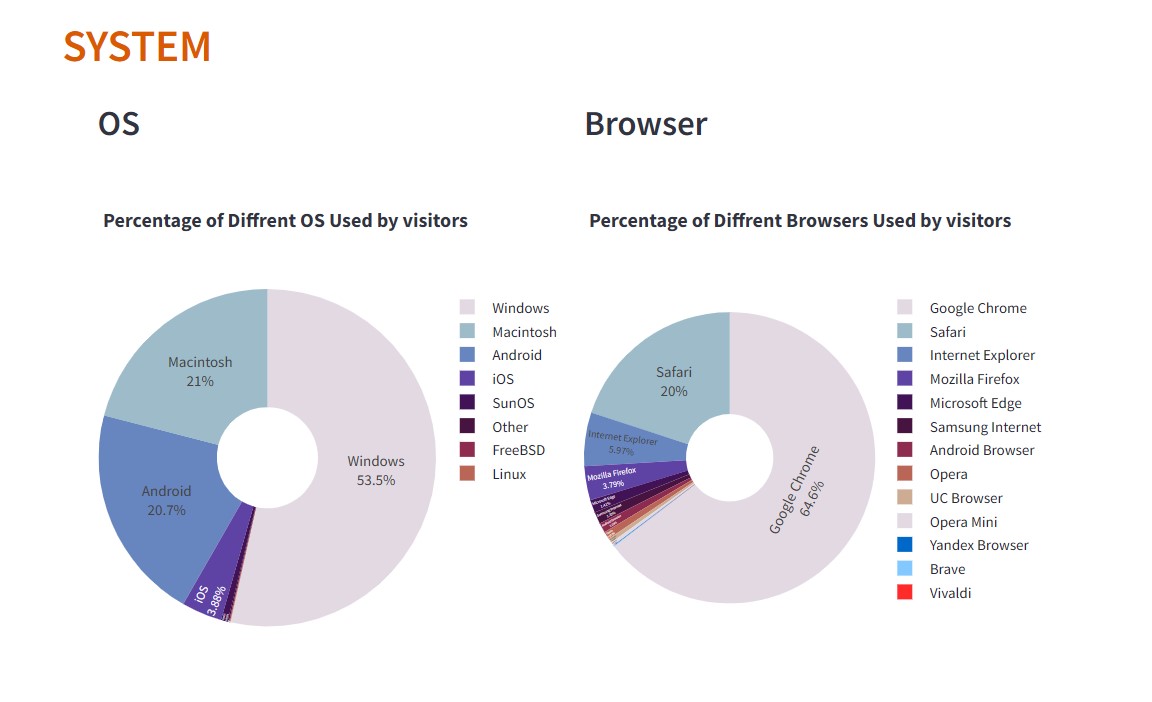 SYSTEM
OS
Browser
Percentage of Diffrent OS Used by visitors
Percentage of Diffrent Browsers Used by visitors
Macintosh
21%
Android
20.7%
iOS
3.88%
Windows
53.5%
Windows
Macintosh
Android
iOS
SunOS
Other
FreeBSD
Linux
Safari
20%
Internet Explorer
5.97%
Mozilla Firefox
3.79%
Google Chrome
64.6%
Google Chrome
Safari
Internet Explorer
Mozilla Firefox
Microsoft Edge
Samsung Internet
Android Browser
Opera
UC Browser
Opera Mini
Yandex Browser
Brave
Vivaldi